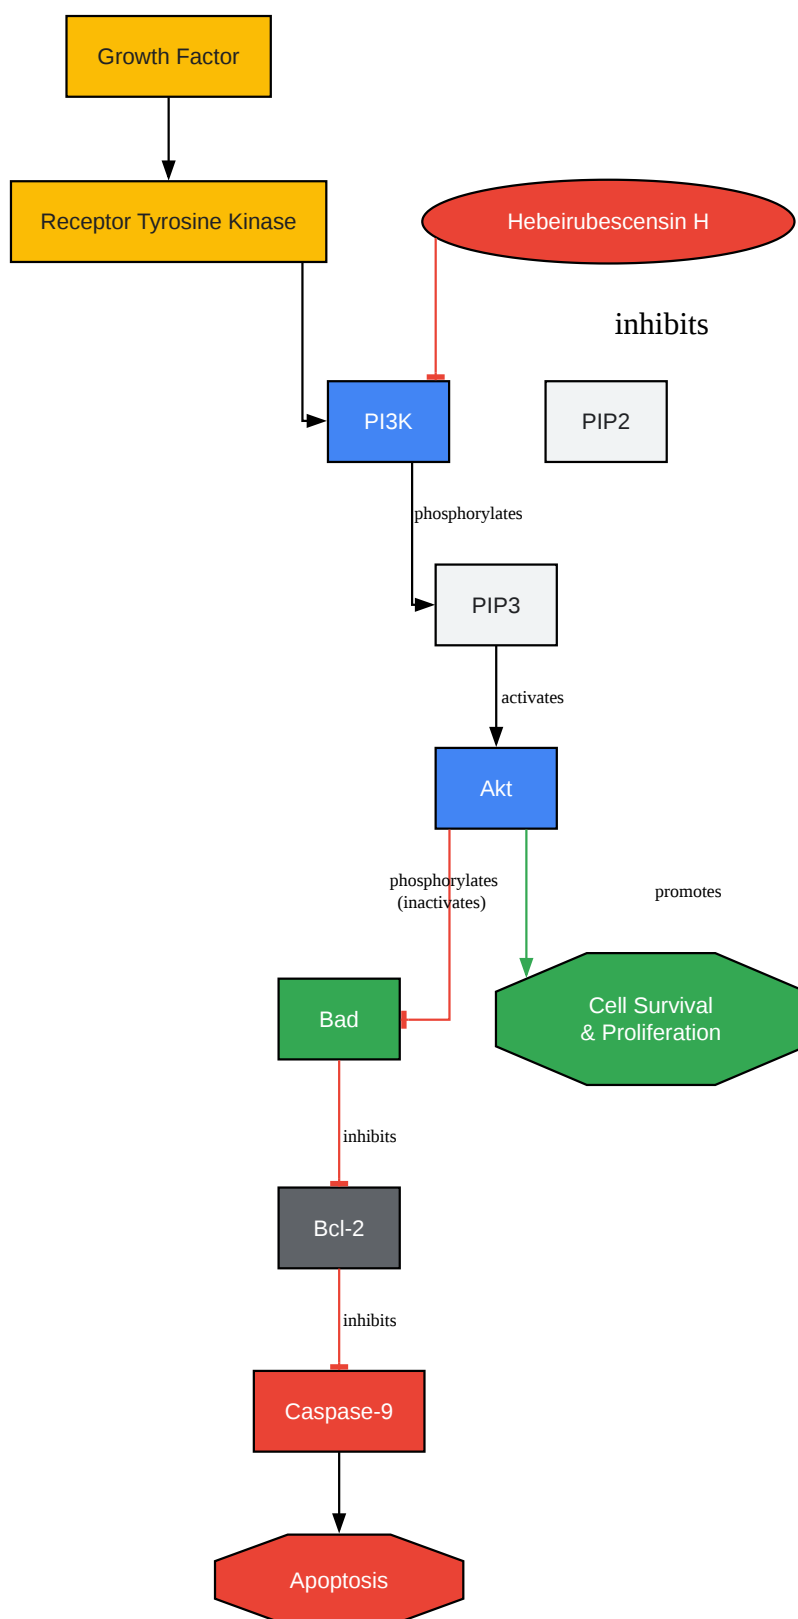 Growth Factor
Receptor Tyrosine Kinase
Hebeirubescensin H
inhibits
PI3K
PIP2
phosphorylates
PIP3
activates
Akt
phosphorylates
(inactivates)
promotes
Bad
Cell Survival
& Proliferation
inhibits
Bcl-2
inhibits
Caspase-9
Apoptosis